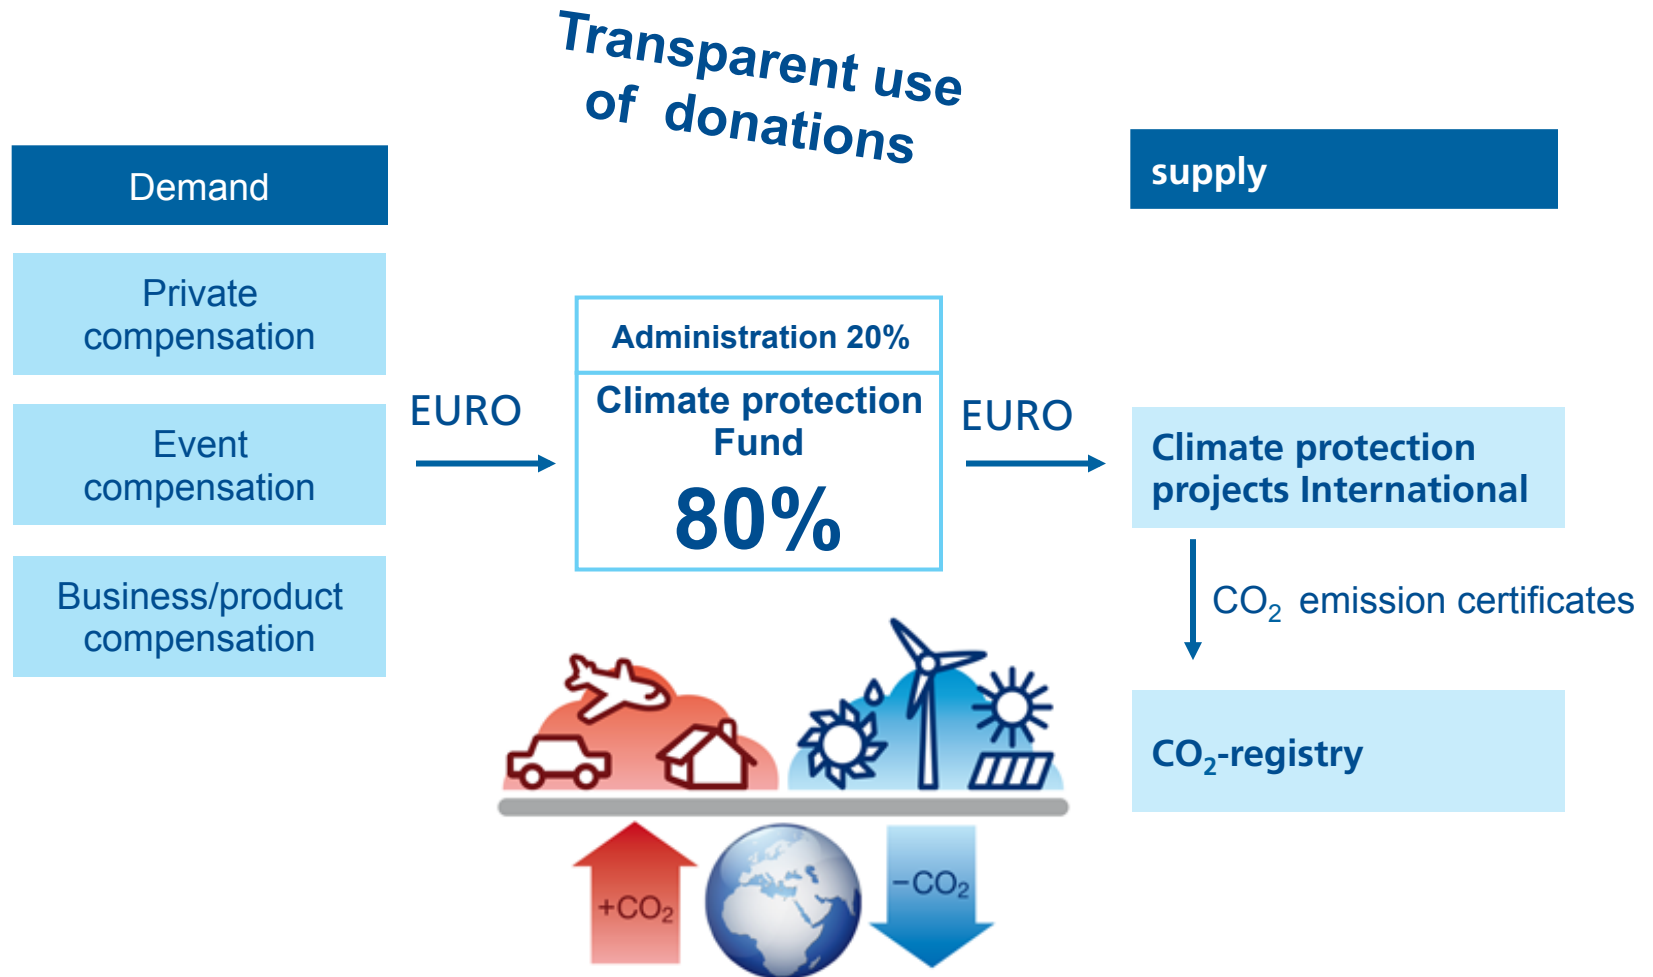 Transparent use
of donations
Demand
supply
Private
compensation
Event
compensation
Business/product
compensation
EURO
Administration 20%
Climate protection
Fund
80%
EURO
Climate protection
projects International
CO₂ emission certificates
CO₂-registry
+CO₂
−CO₂